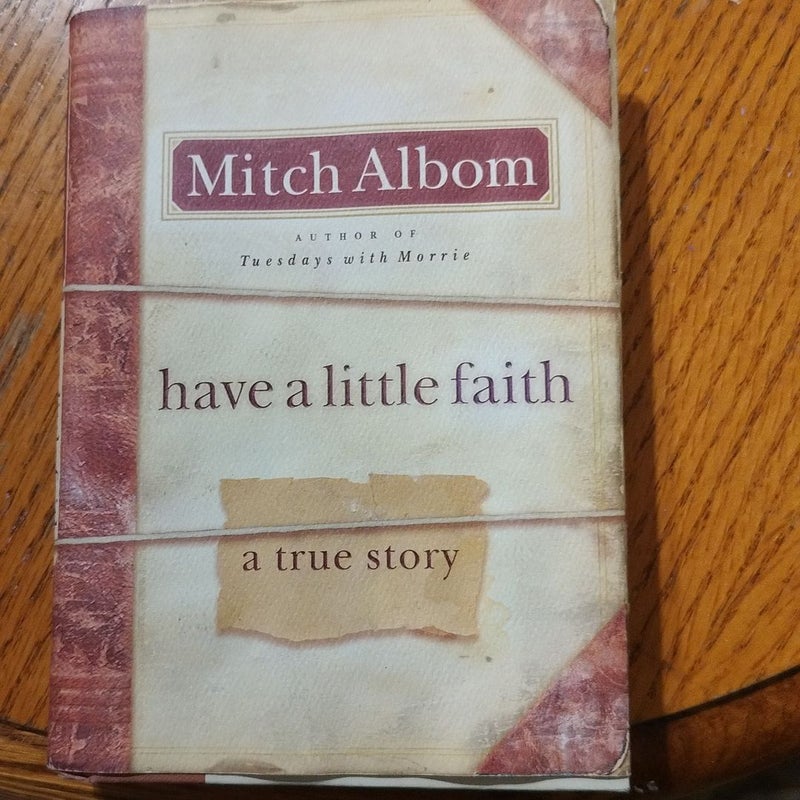 Mitch Albom
AUTHOR OF
Tuesdays with Morrie
have a little faith
a true story